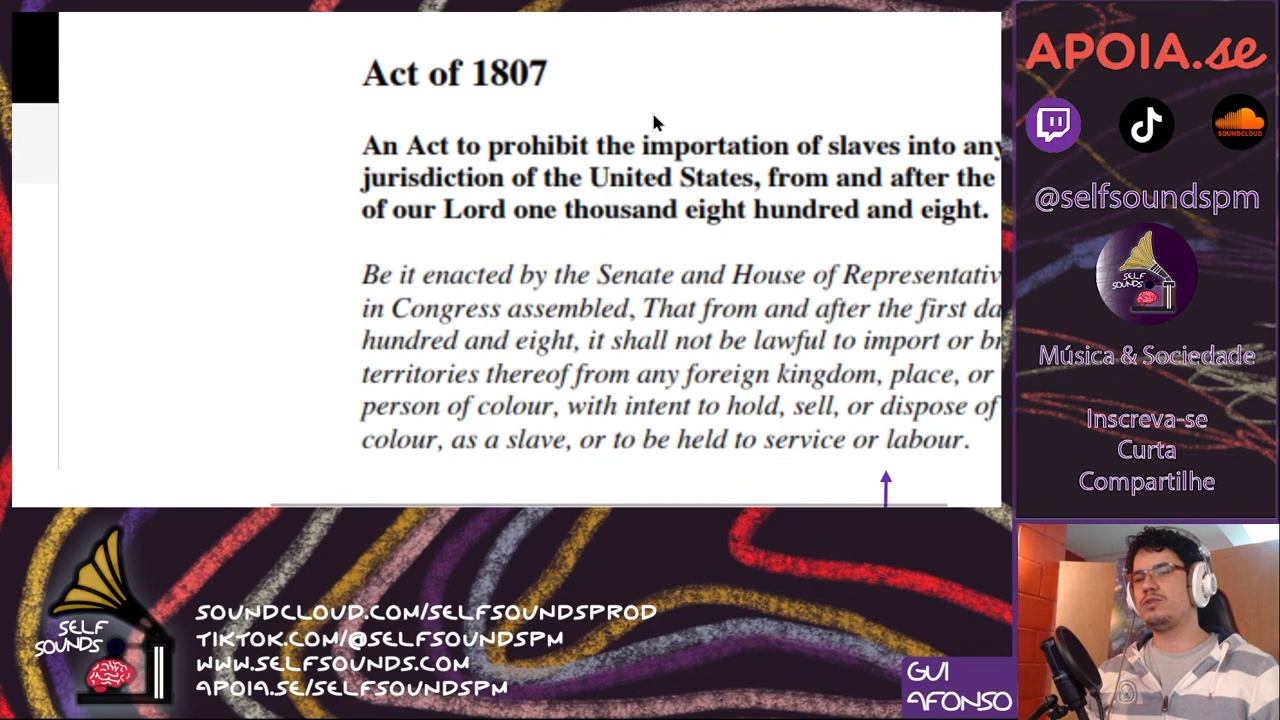 Act of 1807
An Act to prohibit the importation of slaves into any
jurisdiction of the United States, from and after the
of our Lord one thousand eight hundred and eight.
Be it enacted by the Senate and House of Representativ
in Congress assembled, That from and after the first da
hundred and eight, it shall not be lawful to import or br
territories thereof from any foreign kingdom, place, or
person of colour, with intent to hold, sell, or dispose of
colour, as a slave, or to be held to service or labour.
APOIA.se
SOUNDCLOUD
@selfsoundspm
SELF
SOUNDS
Música & Sociedade
Inscreva-se
Curta
Compartilhe
SELF
SOUNDS
SOUNDCLOUD.COM/SELFSOUNDSPROD
TIKTOK.COM/@SELFSOUNDSPM
WWW.SELFSOUNDS.COM
APOIA.SE/SELFSOUNDSPM
GUI
AFONSO